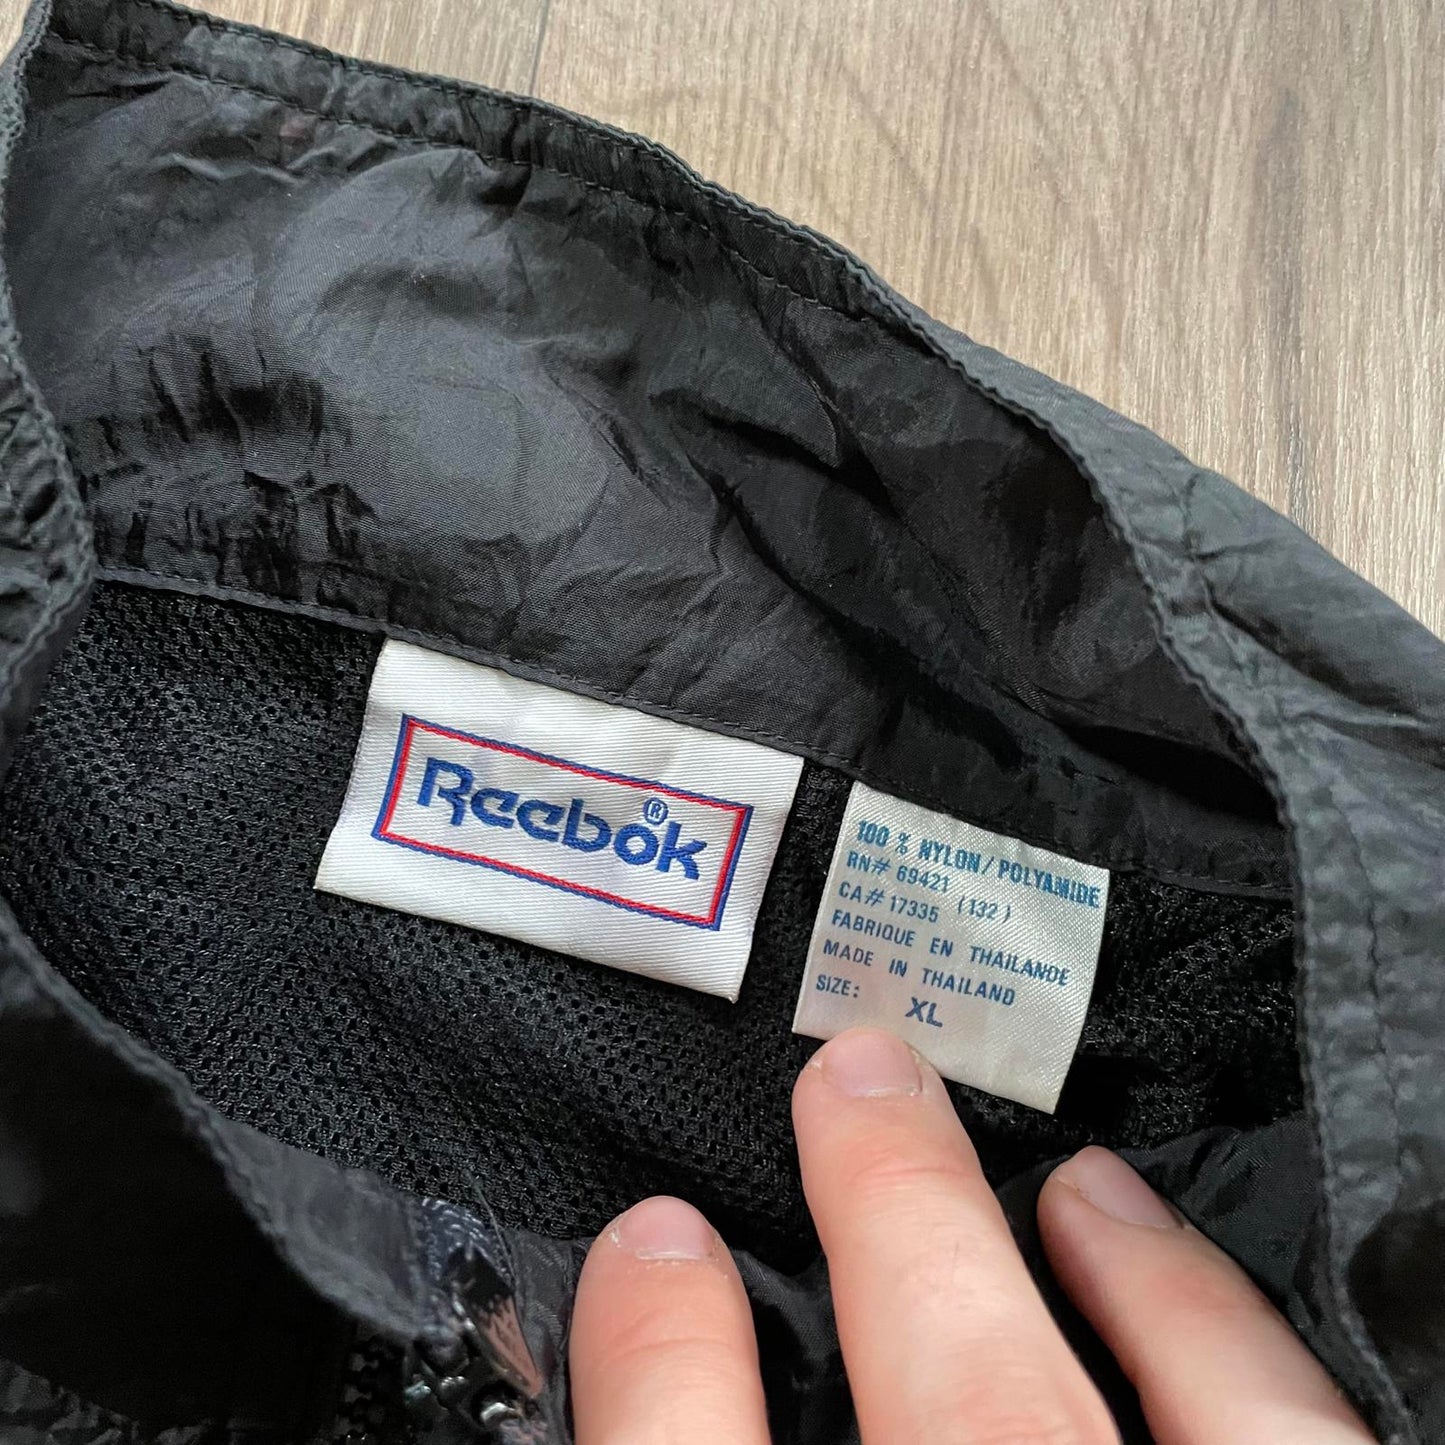 Reebok®
100 % NYLON/POLYAMIDE
RN# 69421
CA# 17335 (132)
FABRIQUE EN THAILANDE
MADE IN THAILAND
SIZE: XL